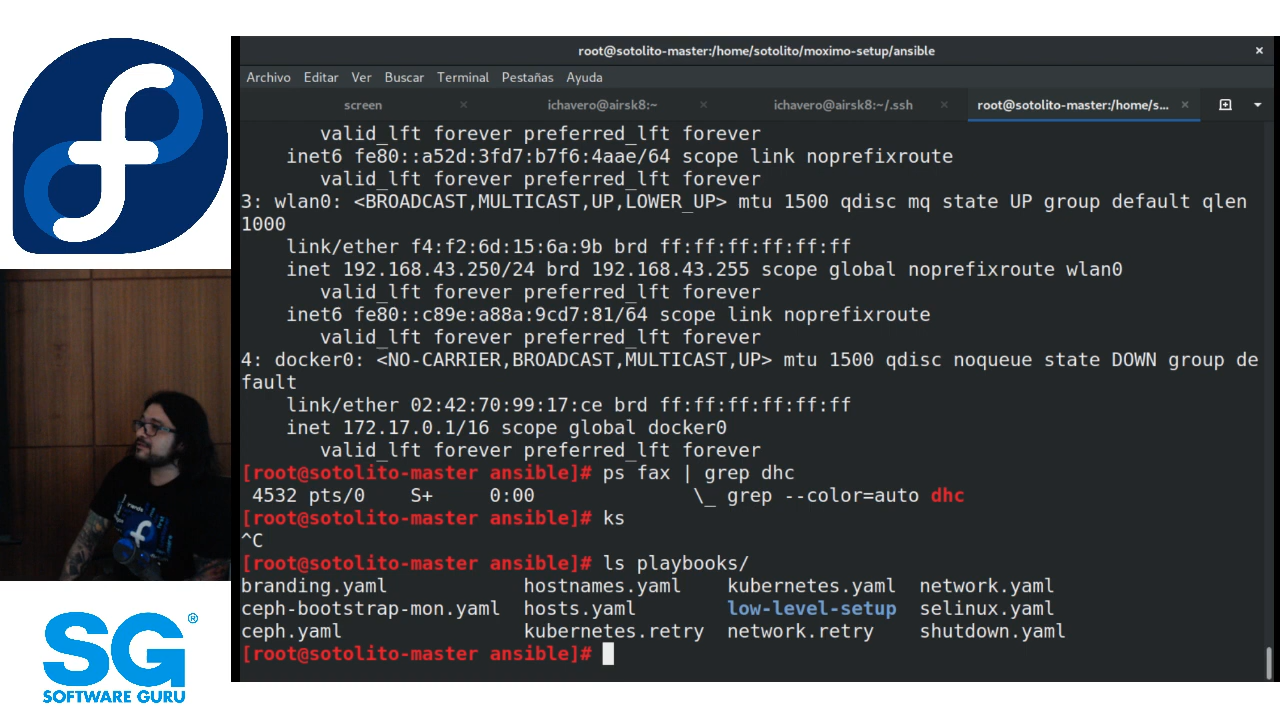 root@sotolito-master:/home/sotolito/moximo-setup/ansible
Archivo Editar Ver Buscar Terminal Pestañas Ayuda
screen ichavero@airsk8:~ ichavero@airsk8:~/.ssh root@sotolito-master:/home/s...
valid_lft forever preferred_lft forever
inet6 fe80::a52d:3fd7:b7f6:4aae/64 scope link noprefixroute
valid_lft forever preferred_lft forever
3: wlan0: <BROADCAST,MULTICAST,UP,LOWER_UP> mtu 1500 qdisc mq state UP group default qlen
1000
link/ether f4:f2:6d:15:6a:9b brd ff:ff:ff:ff:ff:ff
inet 192.168.43.250/24 brd 192.168.43.255 scope global noprefixroute wlan0
valid_lft forever preferred_lft forever
inet6 fe80::c89e:a88a:9cd7:81/64 scope link noprefixroute
valid_lft forever preferred_lft forever
4: docker0: <NO-CARRIER,BROADCAST,MULTICAST,UP> mtu 1500 qdisc noqueue state DOWN group de
fault
link/ether 02:42:70:99:17:ce brd ff:ff:ff:ff:ff:ff
inet 172.17.0.1/16 scope global docker0
valid_lft forever preferred_lft forever
[root@sotolito-master ansible]# ps fax | grep dhc
4532 pts/0 S+ 0:00 \_ grep --color=auto dhc
[root@sotolito-master ansible]# ks
^C
[root@sotolito-master ansible]# ls playbooks/
branding.yaml hostnames.yaml kubernetes.yaml network.yaml
ceph-bootstrap-mon.yaml hosts.yaml low-level-setup selinux.yaml
ceph.yaml kubernetes.retry network.retry shutdown.yaml
[root@sotolito-master ansible]#
SG®
SOFTWARE GURU